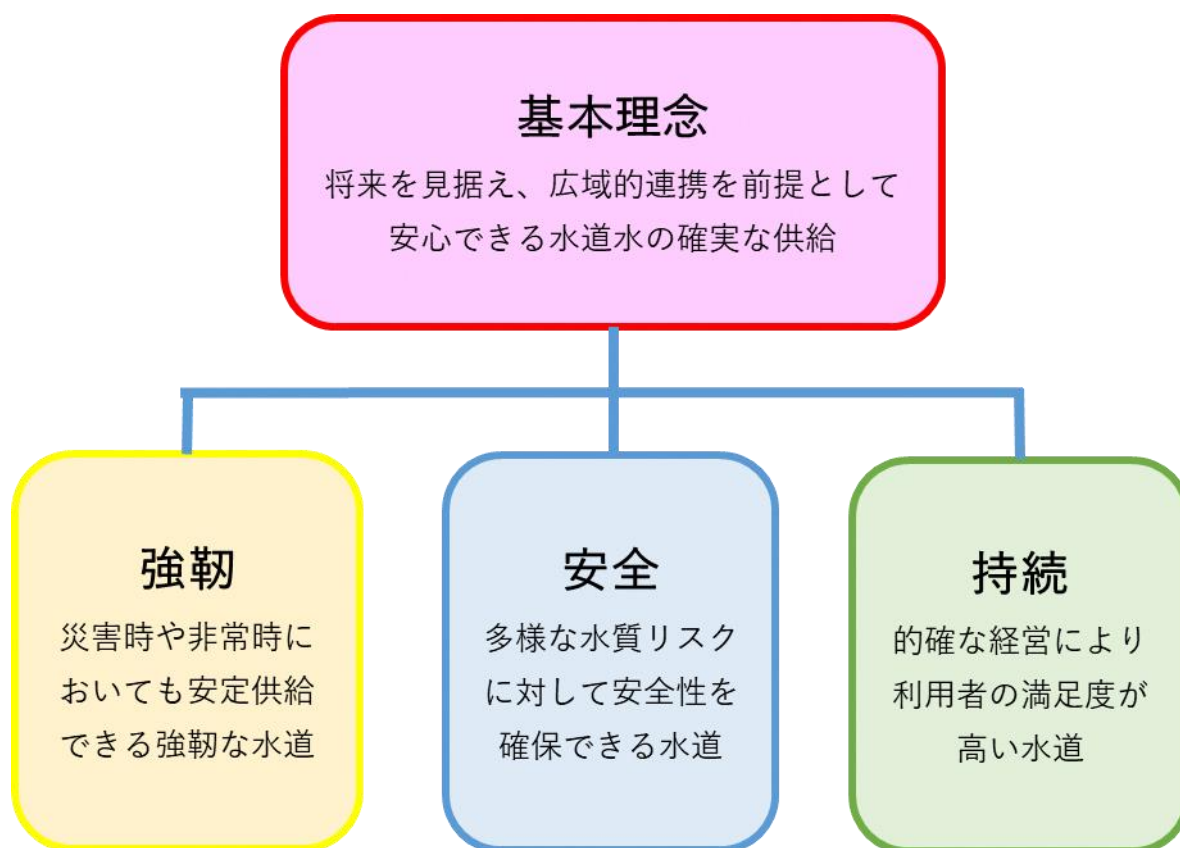 基本理念
将来を見据え、広域的連携を前提として
安心できる水道水の確実な供給
強靭
災害時や非常時に
おいても安定供給
できる強靭な水道
安全
多様な水質リスク
に対して安全性を
確保できる水道
持続
的確な経営により
利用者の満足度が
高い水道